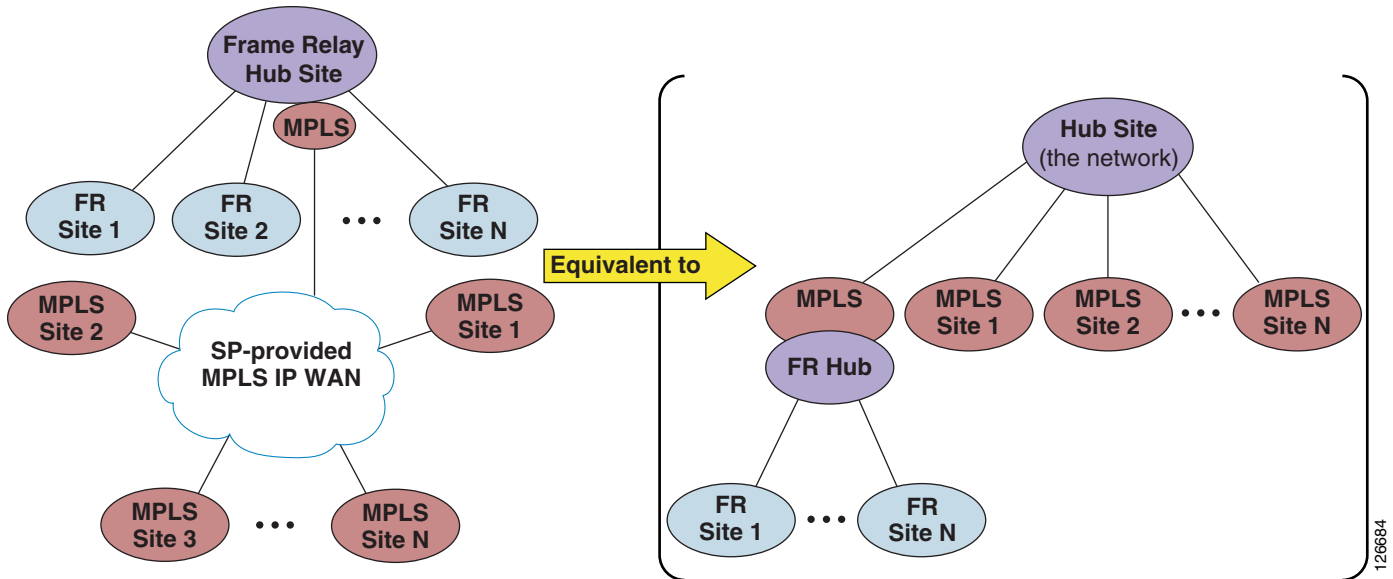 Frame Relay
Hub Site
MPLS
FR
Site 1
FR
Site 2
•••
FR
Site N
MPLS
Site 2
MPLS
Site 1
SP-provided
MPLS IP WAN
MPLS
Site 3
•••
MPLS
Site N
Equivalent to
Hub Site
(the network)
MPLS
MPLS
Site 1
MPLS
Site 2
•••
MPLS
Site N
FR Hub
FR
Site 1
•••
FR
Site N
126684